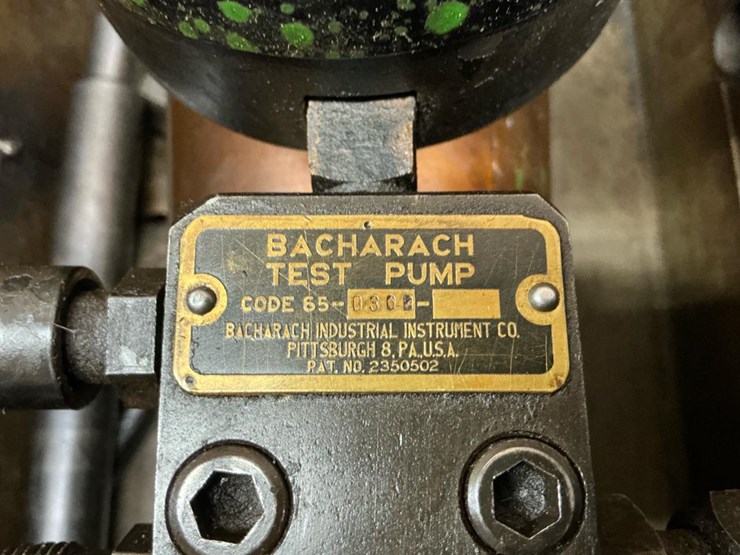 BACHARACH
TEST PUMP
CODE 65-
BACHARACH INDUSTRIAL INSTRUMENT CO.
PITTSBURGH 8, PA., U.S.A.
PAT. NO. 2350502